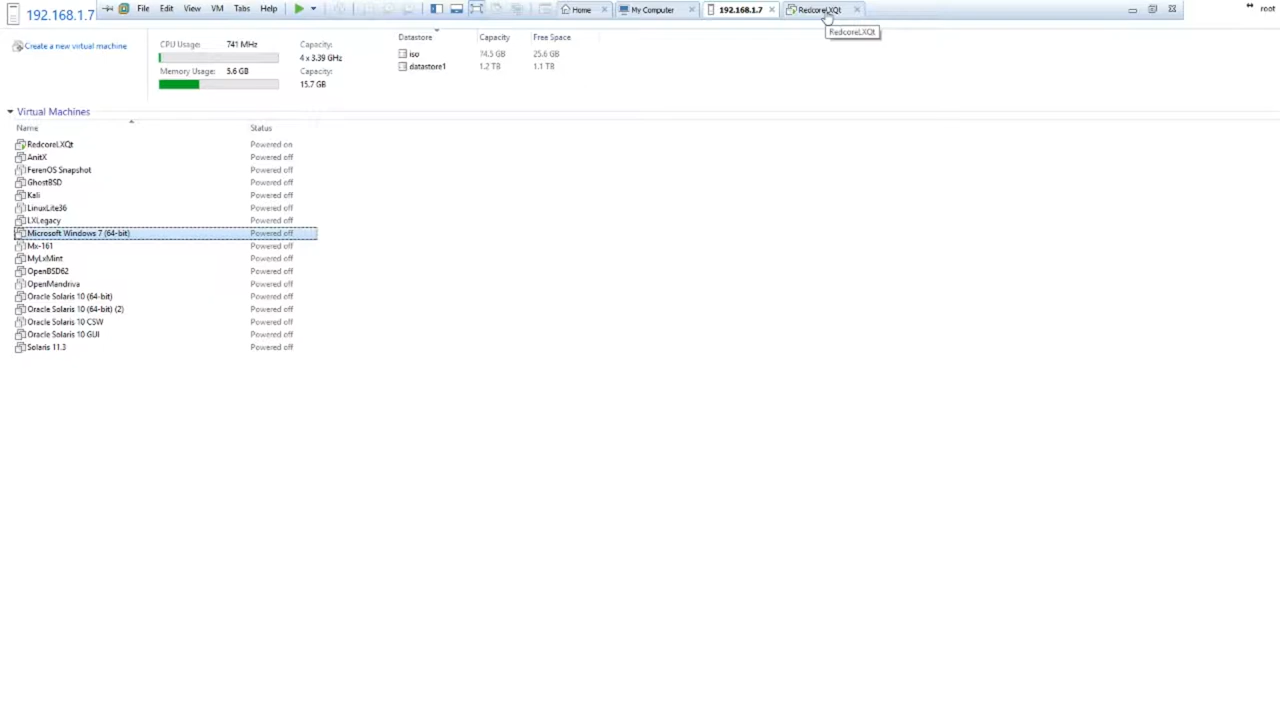 192.168.1.7 File Edit View VM Tabs Help Home My Computer 192.168.1.7 RedcoreLXQt root
RedcoreLXQt
Create a new virtual machine
CPU Usage: 741 MHz
Capacity:
4 x 3.39 GHz
Memory Usage: 5.6 GB
Capacity:
15.7 GB
Datastore Capacity Free Space
iso 74.5 GB 25.6 GB
datastore1 1.2 TB 1.1 TB
Virtual Machines
Name Status
RedcoreLXQt Powered on
AnitX Powered off
FerenOS Snapshot Powered off
GhostBSD Powered off
Kali Powered off
LinuxLite36 Powered off
LXLegacy Powered off
Microsoft Windows 7 (64-bit) Powered off
Mx-161 Powered off
MyLxMint Powered off
OpenBSD62 Powered off
OpenMandriva Powered off
Oracle Solaris 10 (64-bit) Powered off
Oracle Solaris 10 (64-bit) (2) Powered off
Oracle Solaris 10 CSW Powered off
Oracle Solaris 10 GUI Powered off
Solaris 11.3 Powered off